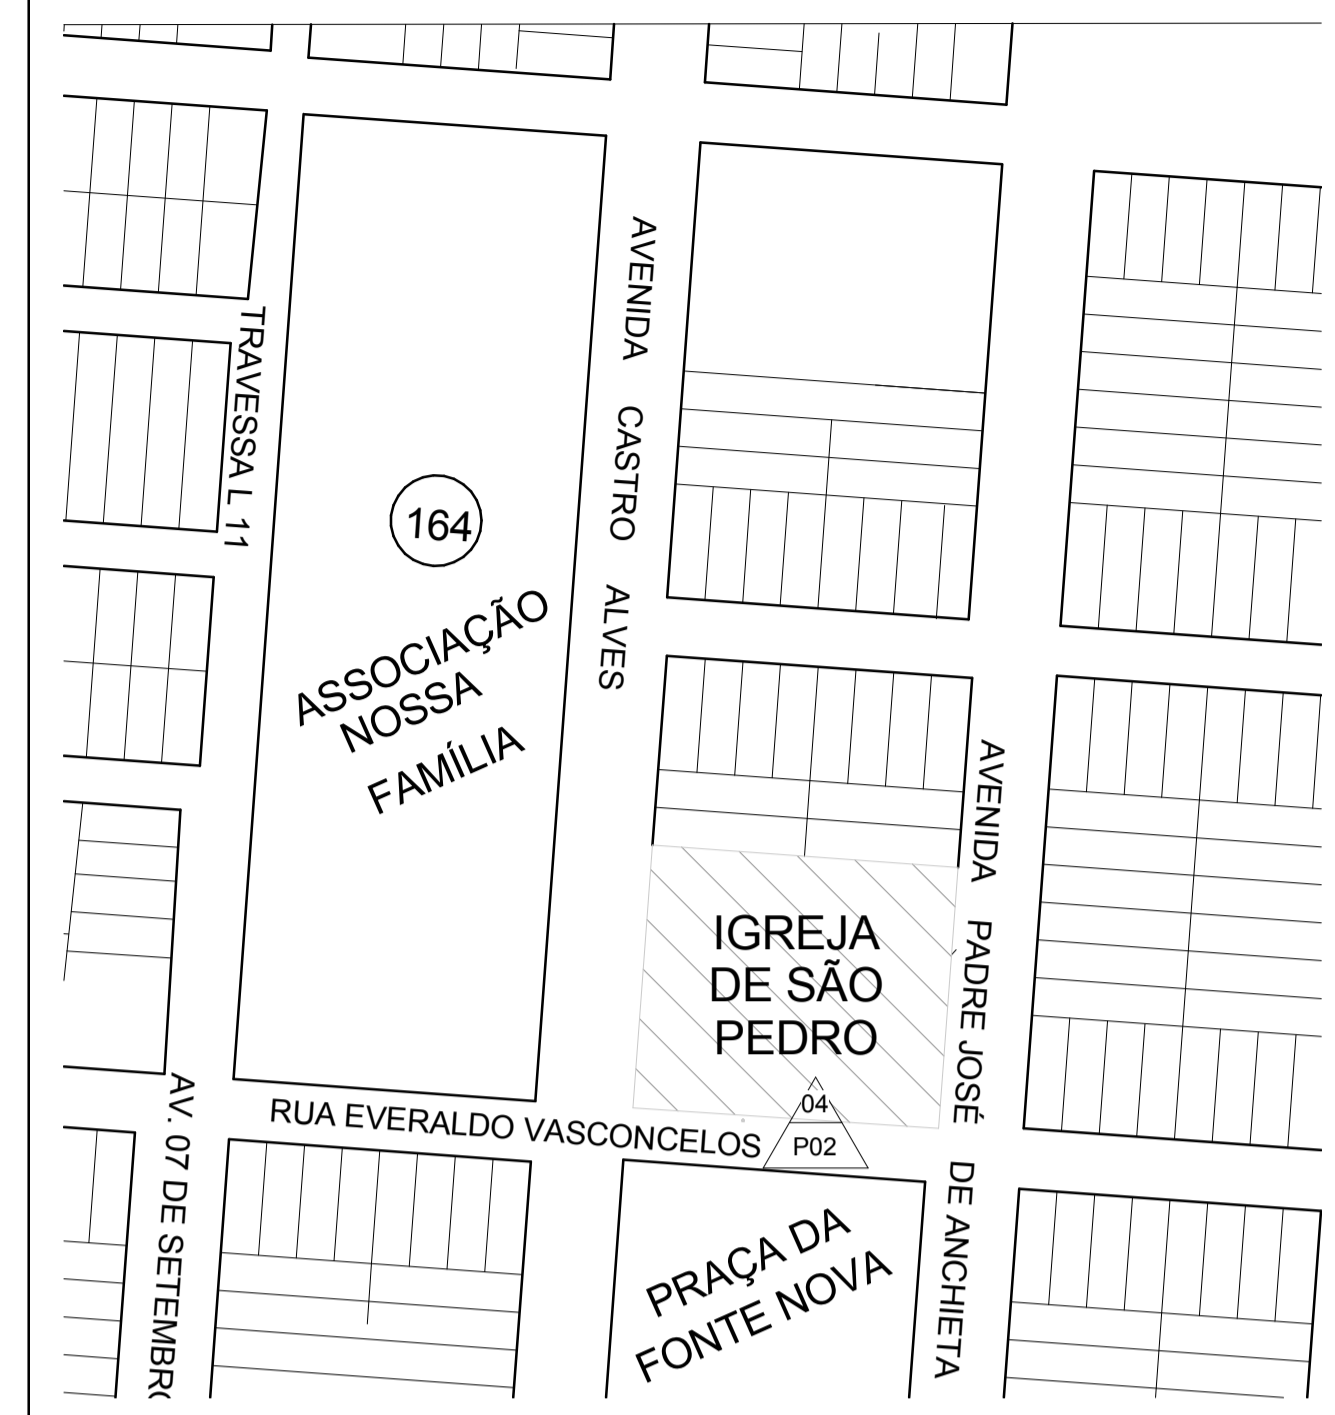 TRAVESSA L 11
164
ASSOCIAÇÃO
NOSSA
FAMÍLIA
AVENIDA CASTRO ALVES
IGREJA
DE SÃO
PEDRO
AVENIDA PADRE JOSÉ DE ANCHIETA
04
P02
RUA EVERALDO VASCONCELOS
AV. 07 DE SETEMBRO
PRAÇA DA
FONTE NOVA